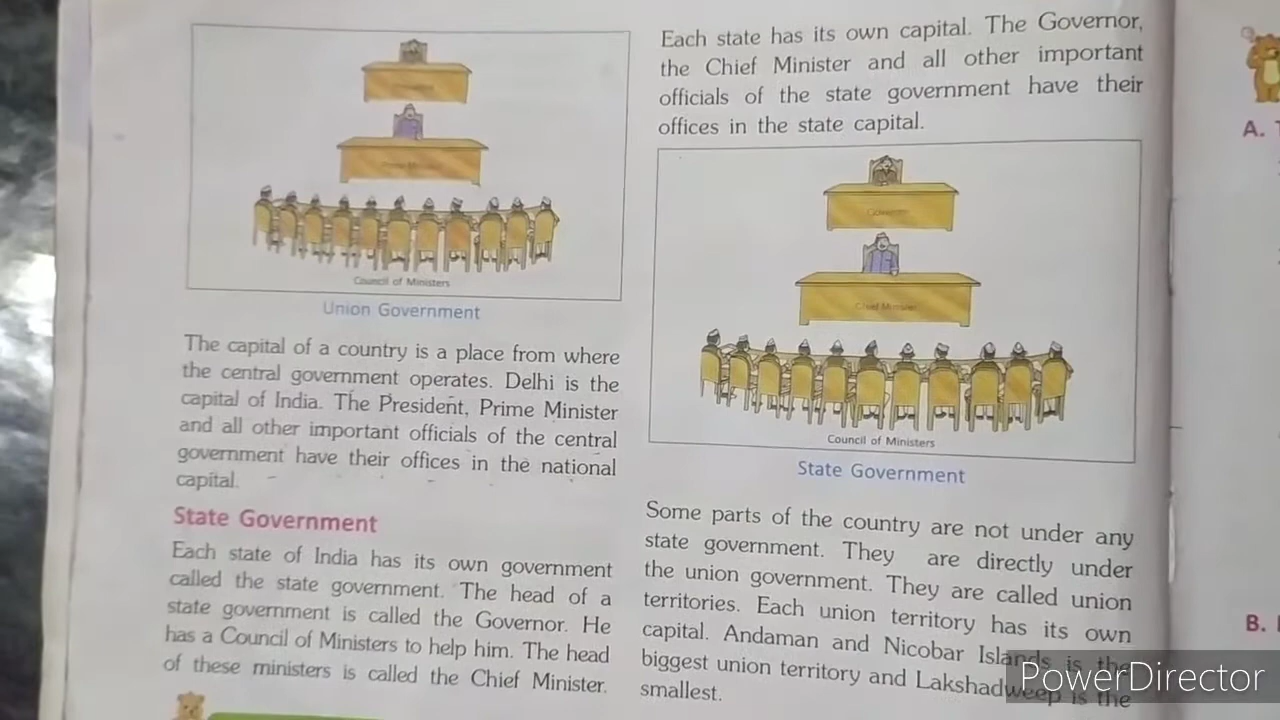 Council of Ministers
Union Government
The capital of a country is a place from where
the central government operates. Delhi is the
capital of India. The President, Prime Minister
and all other important officials of the central
government have their offices in the national
capital.
State Government
Each state of India has its own government
called the state government. The head of a
state government is called the Governor. He
has a Council of Ministers to help him. The head
of these ministers is called the Chief Minister.
Each state has its own capital. The Governor,
the Chief Minister and all other important
officials of the state government have their
offices in the state capital.
Governor
Chief Minister
Council of Ministers
State Government
Some parts of the country are not under any
state government. They are directly under
the union government. They are called union
territories. Each union territory has its own
capital. Andaman and Nicobar Islands is the
biggest union territory and Lakshadweep is the
smallest.
A.
B.
PowerDirector